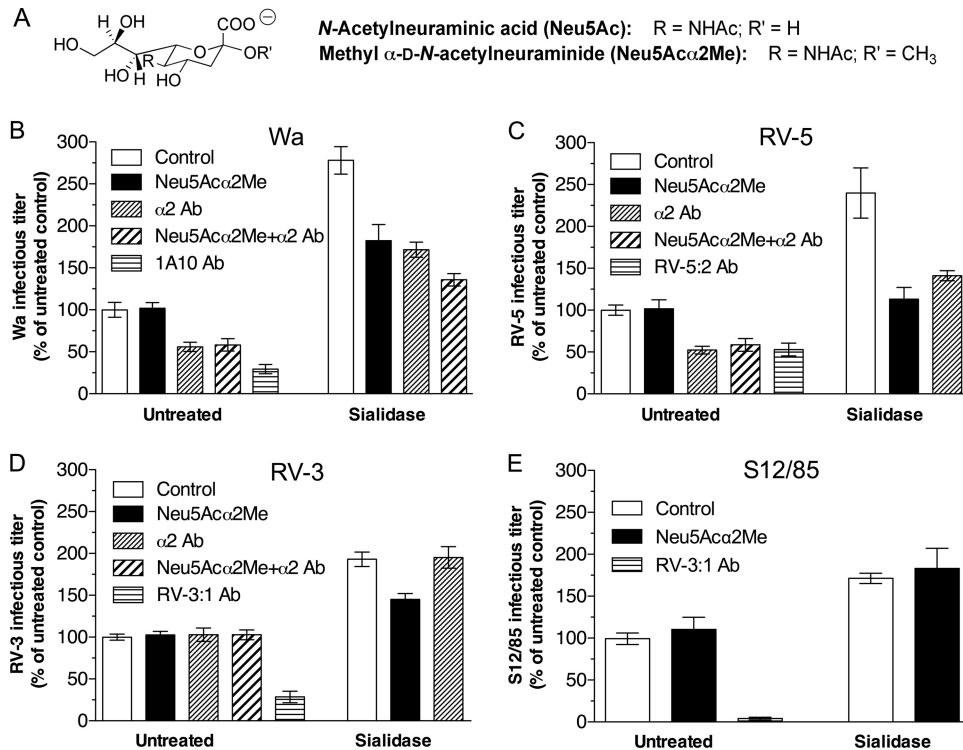 A
HO
H
OH
HO
H
R
HO
O
COO ⊖
OR'
N-Acetylneuraminic acid (Neu5Ac): R = NHAc; R' = H
Methyl α-D-N-acetylneuraminide (Neu5Acα2Me): R = NHAc; R' = CH3
B
Wa
Wa infectious titer
(% of untreated control)
300
250
200
150
100
50
0
Control
Neu5Acα2Me
α2 Ab
Neu5Acα2Me+α2 Ab
1A10 Ab
Untreated
Sialidase
C
RV-5
RV-5 infectious titer
(% of untreated control)
300
250
200
150
100
50
0
Control
Neu5Acα2Me
α2 Ab
Neu5Acα2Me+α2 Ab
RV-5:2 Ab
Untreated
Sialidase
D
RV-3
RV-3 infectious titer
(% of untreated control)
300
250
200
150
100
50
0
Control
Neu5Acα2Me
α2 Ab
Neu5Acα2Me+α2 Ab
RV-3:1 Ab
Untreated
Sialidase
E
S12/85
S12/85 infectious titer
(% of untreated control)
300
250
200
150
100
50
0
Control
Neu5Acα2Me
RV-3:1 Ab
Untreated
Sialidase